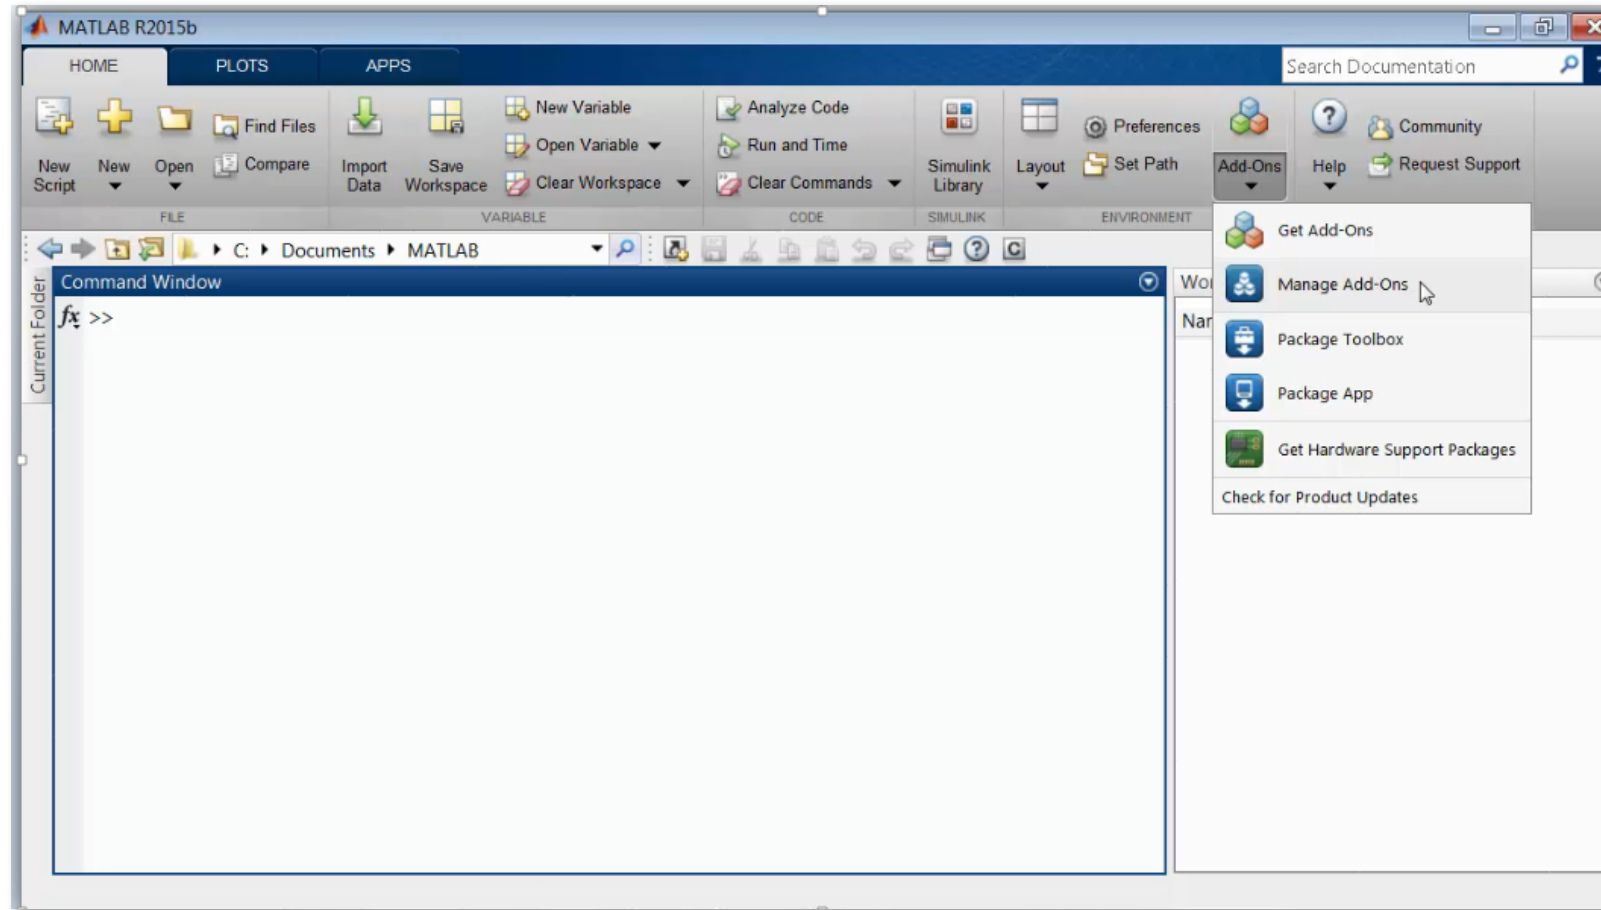 MATLAB R2015b
HOME PLOTS APPS
Search Documentation
New Script
New
Open
Find Files
Compare
Import Data
Save Workspace
New Variable
Open Variable
Clear Workspace
Analyze Code
Run and Time
Clear Commands
Simulink Library
Layout
Preferences
Set Path
Add-Ons
Help
Community
Request Support
FILE VARIABLE CODE SIMULINK ENVIRONMENT
C: Documents MATLAB
Current Folder
Command Window
fx >>
Get Add-Ons
Manage Add-Ons
Package Toolbox
Package App
Get Hardware Support Packages
Check for Product Updates